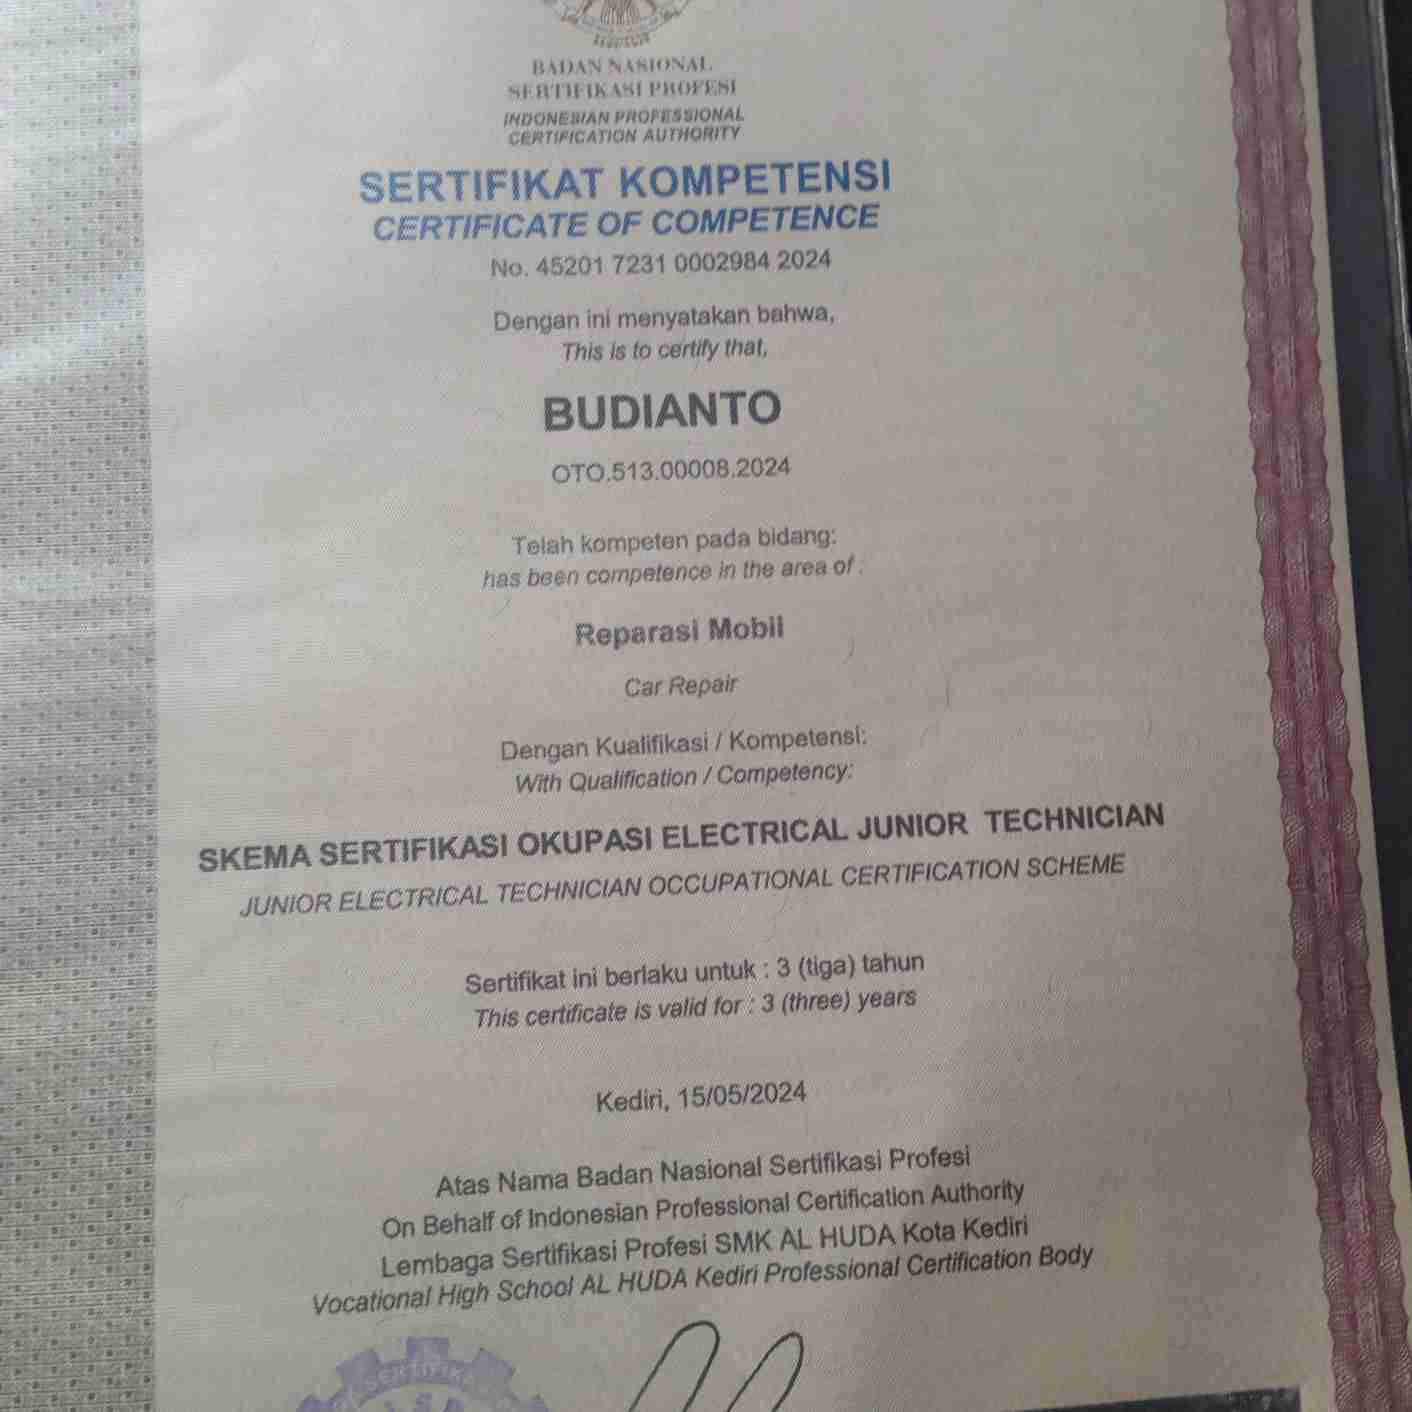 BADAN NASIONAL
SERTIFIKASI PROFESI
INDONESIAN PROFESSIONAL
CERTIFICATION AUTHORITY
SERTIFIKAT KOMPETENSI
CERTIFICATE OF COMPETENCE
No. 45201 7231 0002984 2024
Dengan ini menyatakan bahwa,
This is to certify that,
BUDIANTO
OTO.513.00008.2024
Telah kompeten pada bidang:
has been competence in the area of :
Reparasi Mobil
Car Repair
Dengan Kualifikasi / Kompetensi:
With Qualification / Competency:
SKEMA SERTIFIKASI OKUPASI ELECTRICAL JUNIOR TECHNICIAN
JUNIOR ELECTRICAL TECHNICIAN OCCUPATIONAL CERTIFICATION SCHEME
Sertifikat ini berlaku untuk : 3 (tiga) tahun
This certificate is valid for : 3 (three) years
Kediri, 15/05/2024
Atas Nama Badan Nasional Sertifikasi Profesi
On Behalf of Indonesian Professional Certification Authority
Lembaga Sertifikasi Profesi SMK AL HUDA Kota Kediri
Vocational High School AL HUDA Kediri Professional Certification Body